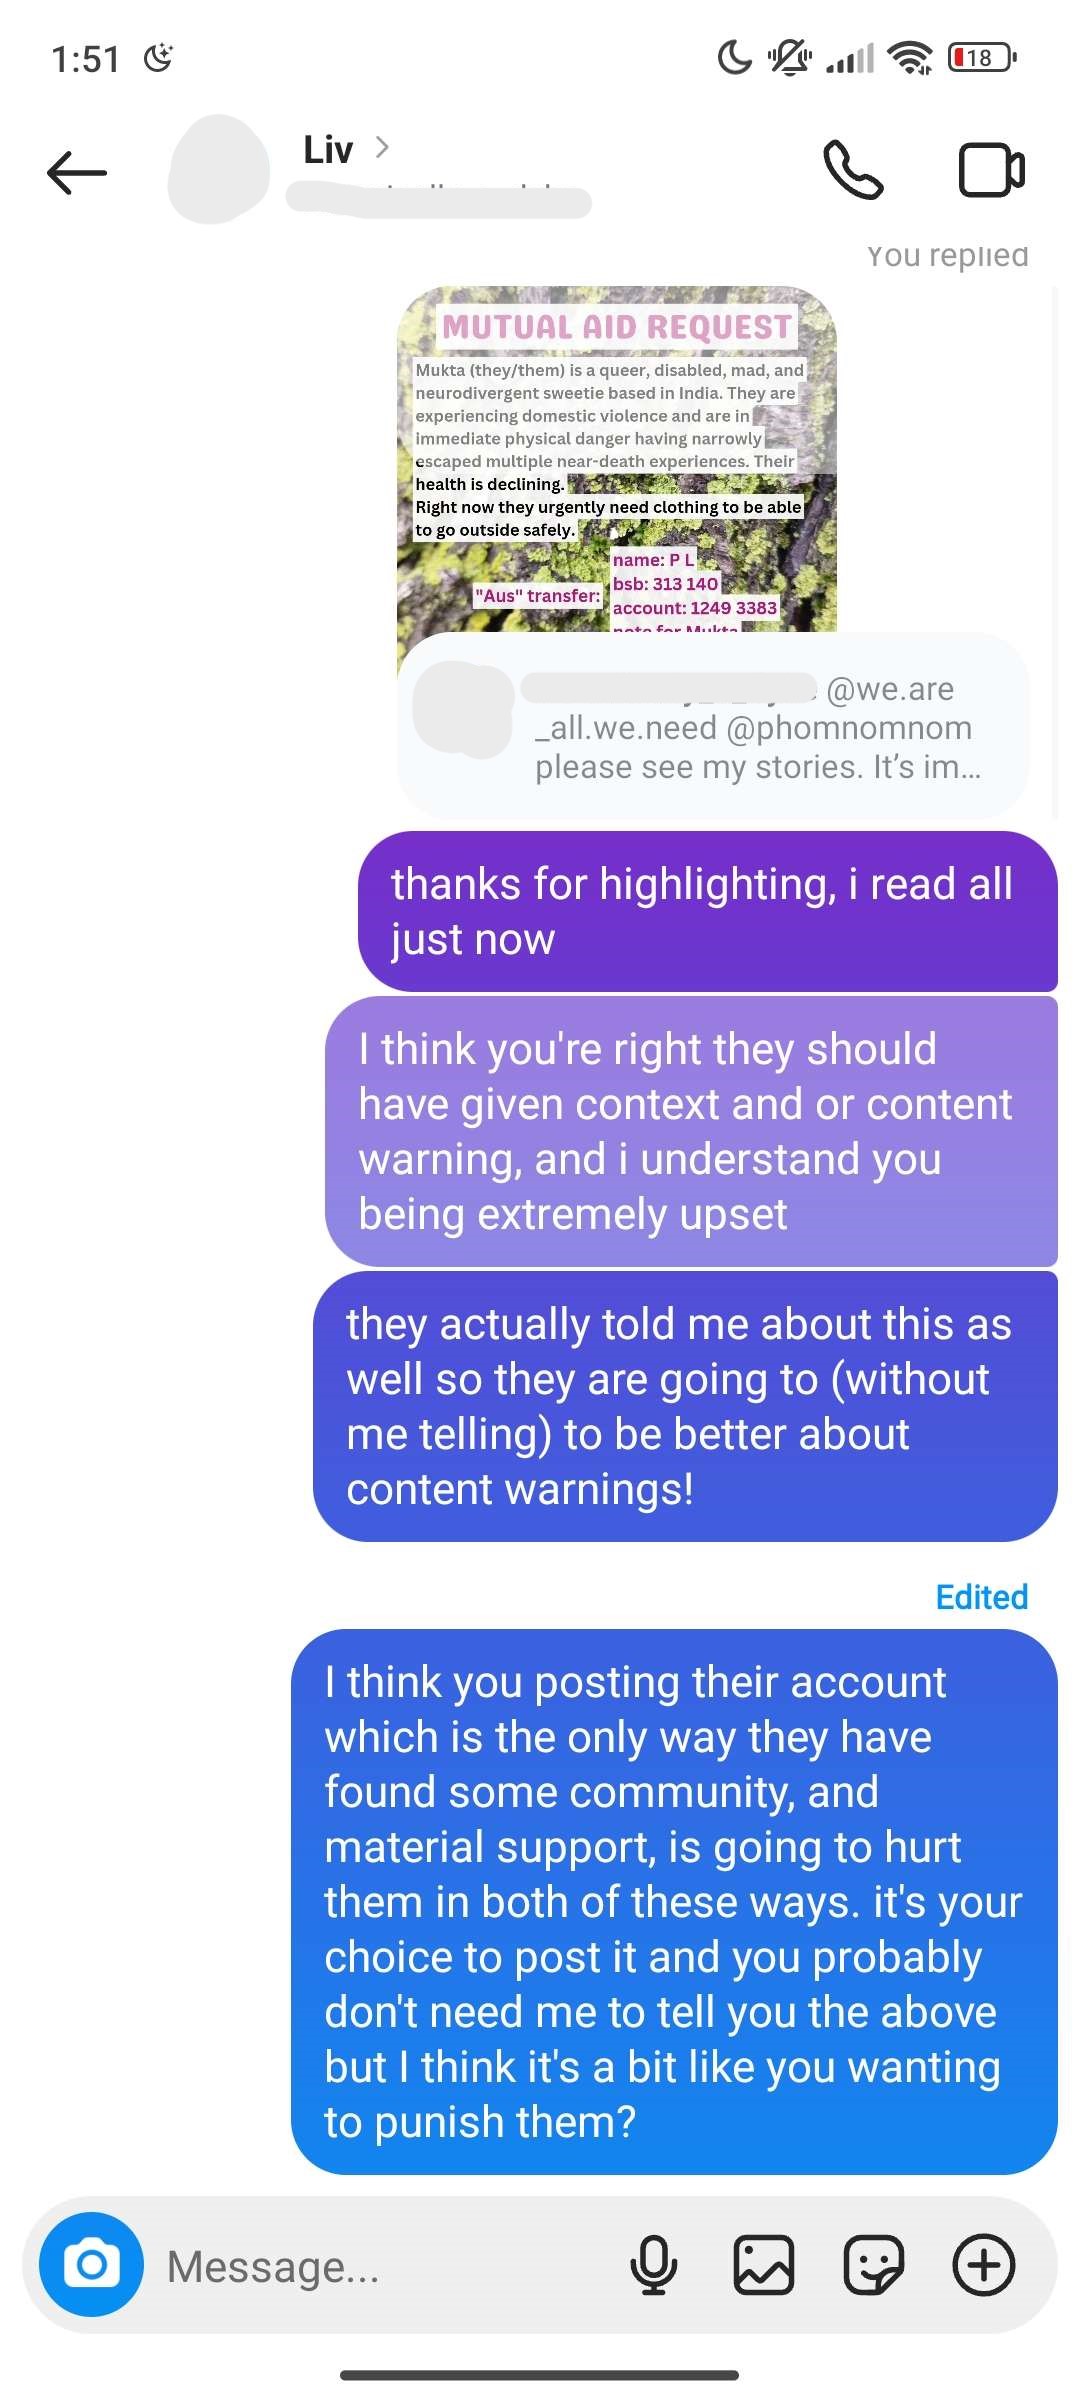 1:51
18
Liv
You replied
MUTUAL AID REQUEST
Mukta (they/them) is a queer, disabled, mad, and
neurodivergent sweetie based in India. They are
experiencing domestic violence and are in
immediate physical danger having narrowly
escaped multiple near-death experiences. Their
health is declining.
Right now they urgently need clothing to be able
to go outside safely.
name: P L
"Aus" transfer:
bsb: 313 140
account: 1249 3383
note for Mukta
@we.are
_all.we.need @phomnomnom
please see my stories. It’s im...
thanks for highlighting, i read all
just now
I think you're right they should
have given context and or content
warning, and i understand you
being extremely upset
they actually told me about this as
well so they are going to (without
me telling) to be better about
content warnings!
Edited
I think you posting their account
which is the only way they have
found some community, and
material support, is going to hurt
them in both of these ways. it's your
choice to post it and you probably
don't need me to tell you the above
but I think it's a bit like you wanting
to punish them?
Message...